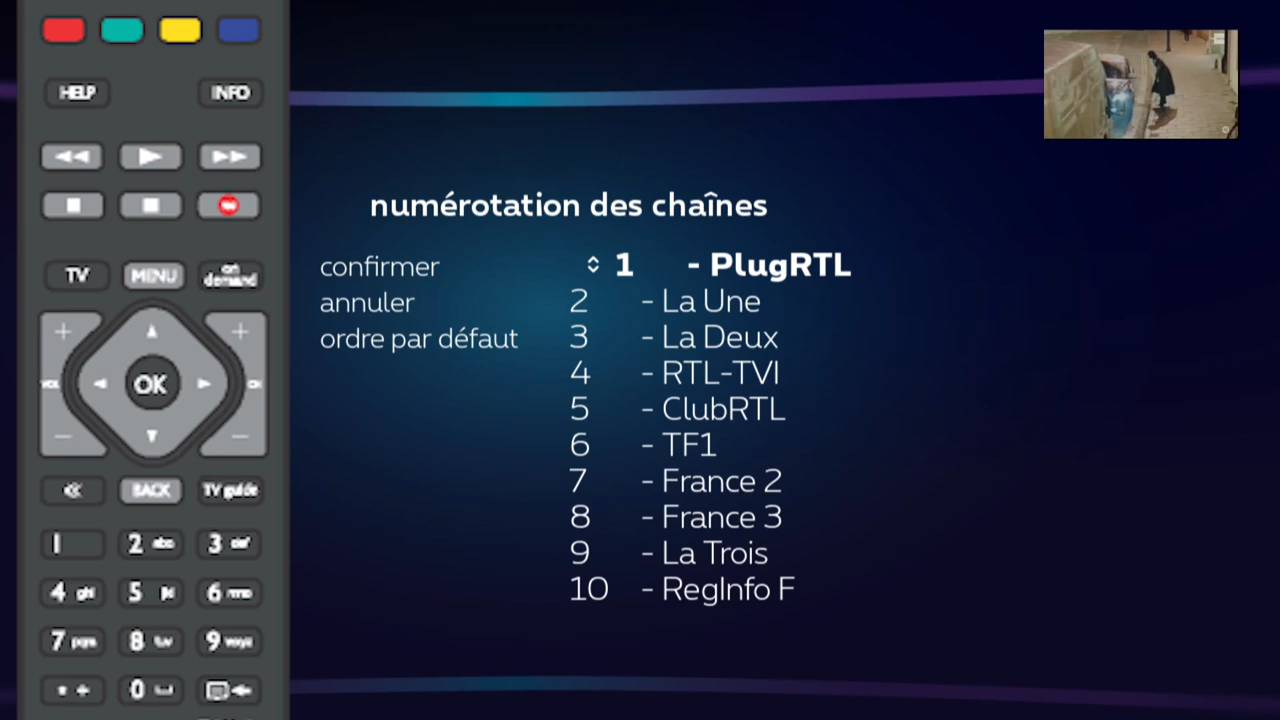 HELP INFO
TV MENU on demand
+ +
VOL OK CH
- -
BACK TV guide
1 2 abc 3 def
4 ghi 5 jkl 6 mno
7 pqrs 8 tuv 9 wxyz
* + 0
numérotation des chaînes
confirmer
annuler
ordre par défaut
1 - PlugRTL
2 - La Une
3 - La Deux
4 - RTL-TVI
5 - ClubRTL
6 - TF1
7 - France 2
8 - France 3
9 - La Trois
10 - RegInfo F